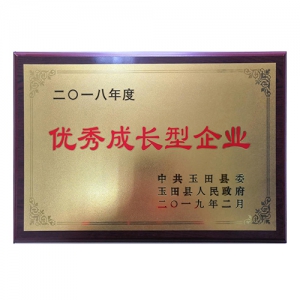 二〇一八年度
优秀成长型企业
中共玉田县委
玉田县人民政府
二〇一九年二月